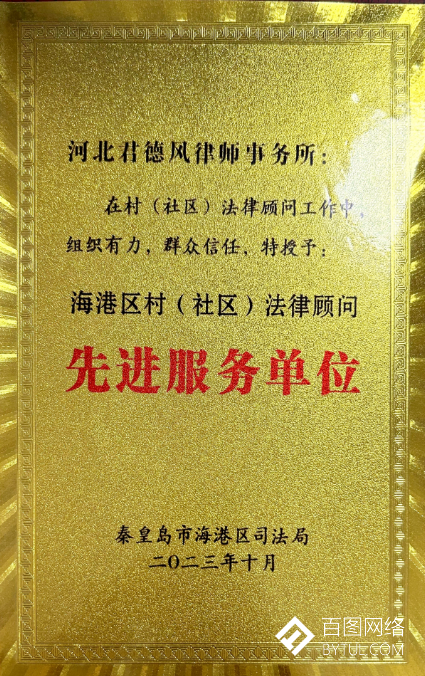 河北君德风律师事务所：
在村（社区）法律顾问工作中，
组织有力，群众信任，特授予：
海港区村（社区）法律顾问
先进服务单位
秦皇岛市海港区司法局
二〇二三年十月
百图网络
BYTUL.COM